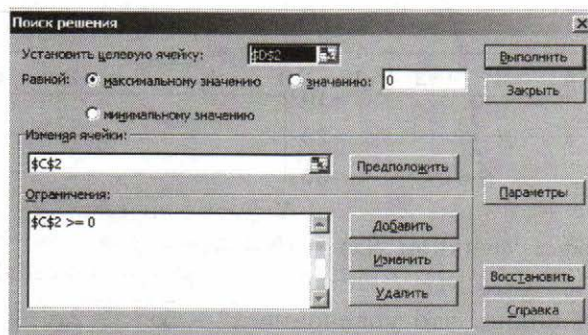 Поиск решения
Установить целевую ячейку: $D$2
Выполнить
Равной: максимальному значению значению: 0
Закрыть
минимальному значению
Изменяя ячейки:
$C$2
Предположить
Параметры
Ограничения:
$C$2 >= 0
Добавить
Изменить
Удалить
Восстановить
Справка